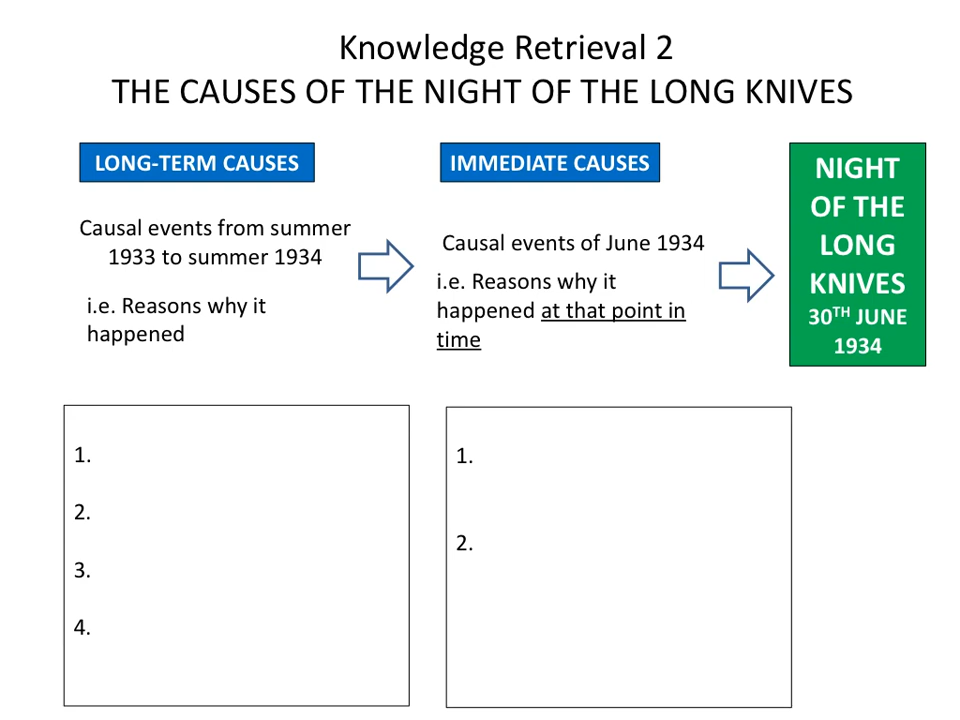 Knowledge Retrieval 2
THE CAUSES OF THE NIGHT OF THE LONG KNIVES
LONG-TERM CAUSES
Causal events from summer
1933 to summer 1934
i.e. Reasons why it
happened
IMMEDIATE CAUSES
Causal events of June 1934
i.e. Reasons why it
happened at that point in
time
NIGHT
OF THE
LONG
KNIVES
30TH JUNE
1934
1.
2.
3.
4.
1.
2.